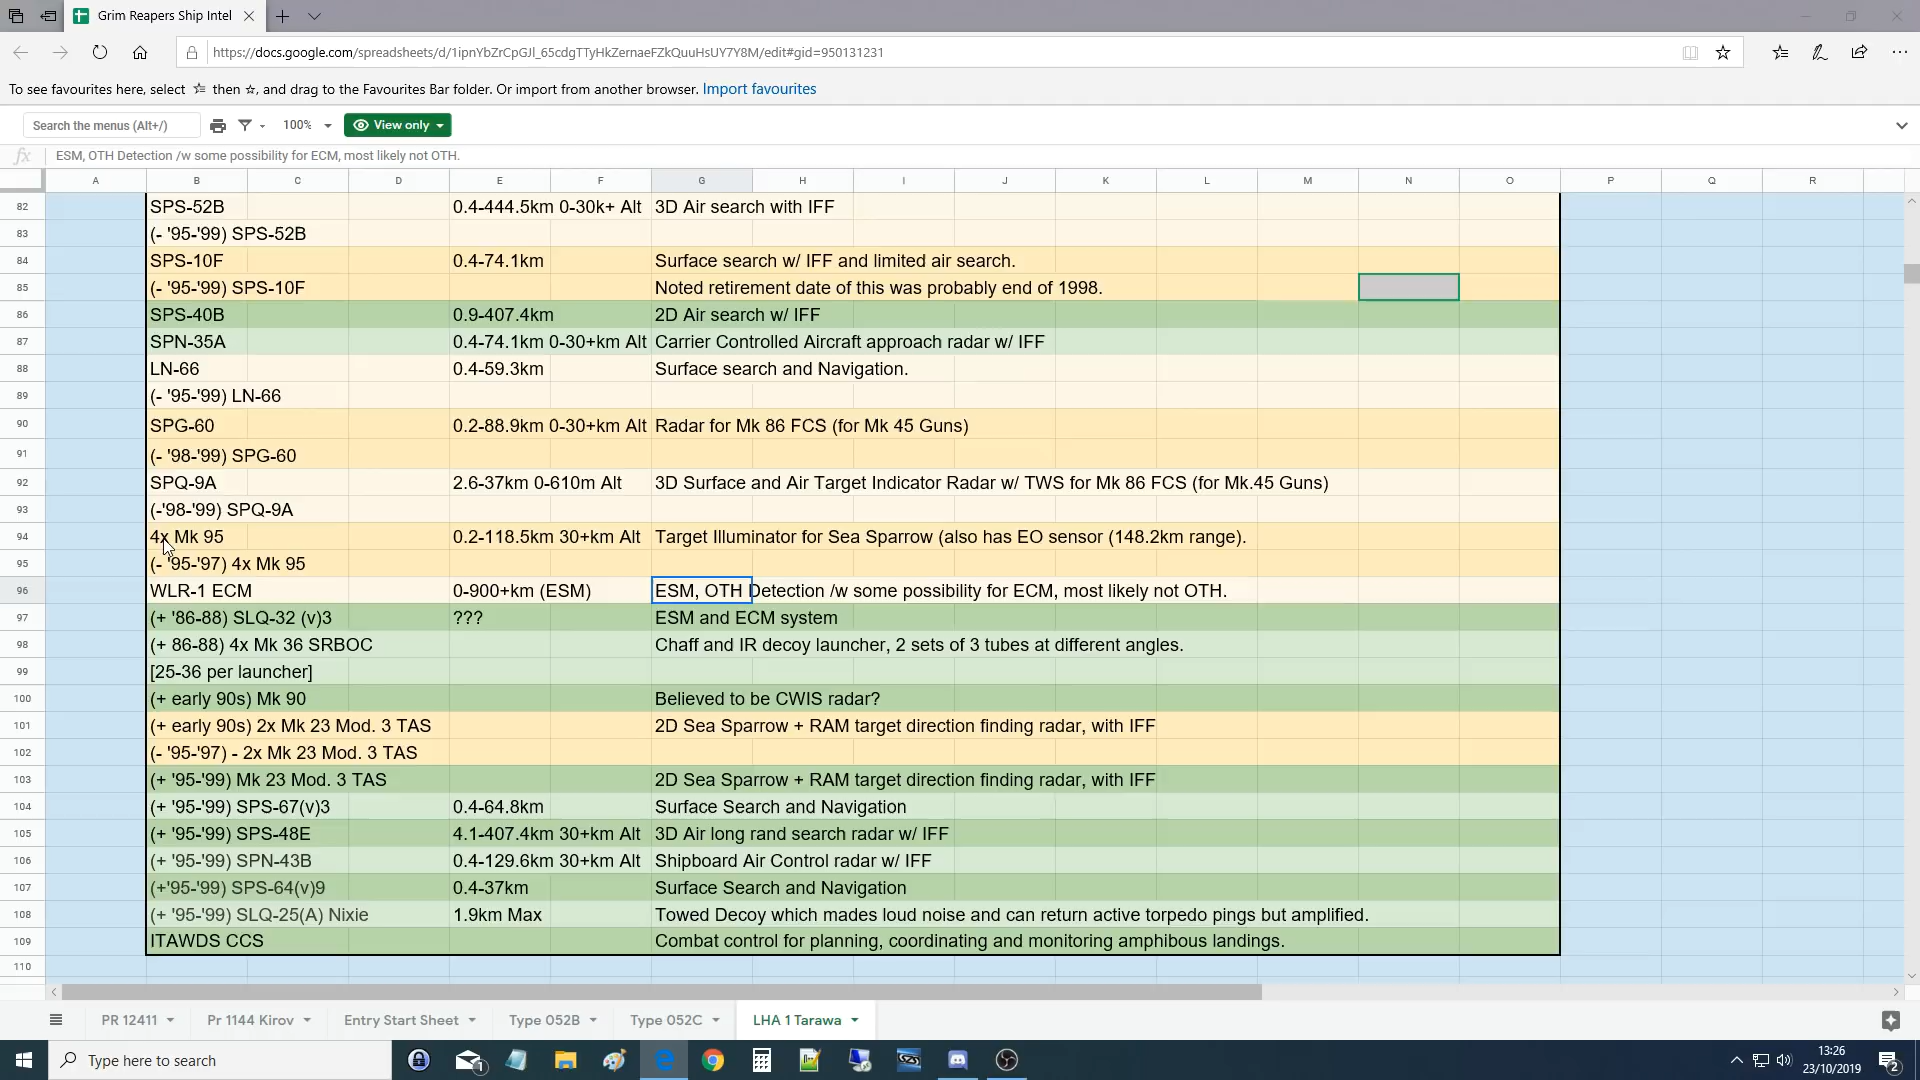 Grim Reapers Ship Intel
https://docs.google.com/spreadsheets/d/1ipnYbZrCpGJl_65cdgTTyHkZernaeFZkQuuHsUY7Y8M/edit#gid=950131231
To see favourites here, select then , and drag to the Favourites Bar folder. Or import from another browser. Import favourites
Search the menus (Alt+/) 100% View only
fx ESM, OTH Detection /w some possibility for ECM, most likely not OTH.
A B C D E F G H I J K L M N O P Q R
82 SPS-52B 0.4-444.5km 0-30k+ Alt 3D Air search with IFF
83 (- '95-'99) SPS-52B
84 SPS-10F 0.4-74.1km Surface search w/ IFF and limited air search.
85 (- '95-'99) SPS-10F Noted retirement date of this was probably end of 1998.
86 SPS-40B 0.9-407.4km 2D Air search w/ IFF
87 SPN-35A 0.4-74.1km 0-30+km Alt Carrier Controlled Aircraft approach radar w/ IFF
88 LN-66 0.4-59.3km Surface search and Navigation.
89 (- '95-'99) LN-66
90 SPG-60 0.2-88.9km 0-30+km Alt Radar for Mk 86 FCS (for Mk 45 Guns)
91 (- '98-'99) SPG-60
92 SPQ-9A 2.6-37km 0-610m Alt 3D Surface and Air Target Indicator Radar w/ TWS for Mk 86 FCS (for Mk.45 Guns)
93 (-'98-'99) SPQ-9A
94 4x Mk 95 0.2-118.5km 30+km Alt Target Illuminator for Sea Sparrow (also has EO sensor (148.2km range).
95 (- '95-'97) 4x Mk 95
96 WLR-1 ECM 0-900+km (ESM) ESM, OTH Detection /w some possibility for ECM, most likely not OTH.
97 (+ '86-88) SLQ-32 (v)3 ??? ESM and ECM system
98 (+ 86-88) 4x Mk 36 SRBOC Chaff and IR decoy launcher, 2 sets of 3 tubes at different angles.
99 [25-36 per launcher]
100 (+ early 90s) Mk 90 Believed to be CWIS radar?
101 (+ early 90s) 2x Mk 23 Mod. 3 TAS 2D Sea Sparrow + RAM target direction finding radar, with IFF
102 (- '95-'97) - 2x Mk 23 Mod. 3 TAS
103 (+ '95-'99) Mk 23 Mod. 3 TAS 2D Sea Sparrow + RAM target direction finding radar, with IFF
104 (+ '95-'99) SPS-67(v)3 0.4-64.8km Surface Search and Navigation
105 (+ '95-'99) SPS-48E 4.1-407.4km 30+km Alt 3D Air long rand search radar w/ IFF
106 (+ '95-'99) SPN-43B 0.4-129.6km 30+km Alt Shipboard Air Control radar w/ IFF
107 (+'95-'99) SPS-64(v)9 0.4-37km Surface Search and Navigation
108 (+ '95-'99) SLQ-25(A) Nixie 1.9km Max Towed Decoy which mades loud noise and can return active torpedo pings but amplified.
109 ITAWDS CCS Combat control for planning, coordinating and monitoring amphibous landings.
110
PR 12411 Pr 1144 Kirov Entry Start Sheet Type 052B Type 052C LHA 1 Tarawa
Type here to search 1 13:26
23/10/2019 2